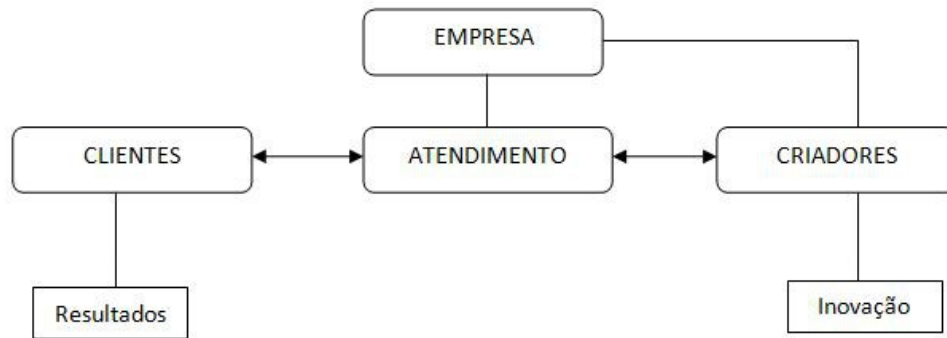 EMPRESA
CLIENTES
ATENDIMENTO
CRIADORES
Resultados
Inovação